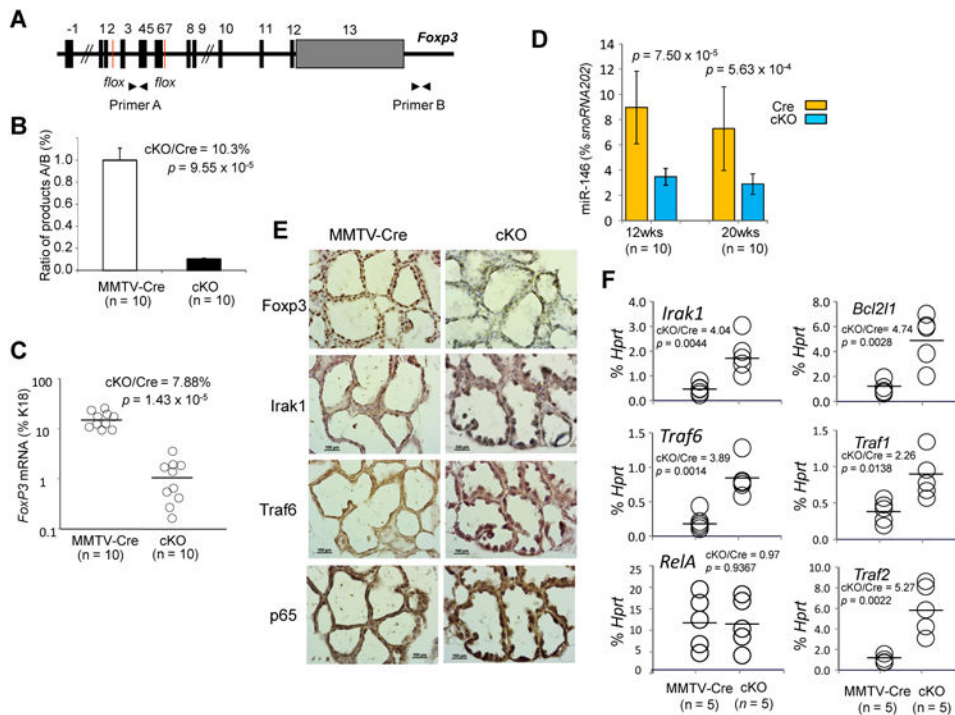 A
-1 12 3 45 67 8 9 10 11 12 13 Foxp3
flox flox
Primer A Primer B
B
Ratio of products A/B (%)
1.0
0.8
0.6
0.4
0.2
0.0
cKO/Cre = 10.3%
p = 9.55 x 10-5
MMTV-Cre cKO
(n = 10) (n = 10)
C
FoxP3 mRNA (% K18)
100
10
1
0.1
cKO/Cre = 7.88%
p = 1.43 x 10-5
MMTV-Cre cKO
(n = 10) (n = 10)
D
miR-146 (% snoRNA202)
14
12
10
8
6
4
2
0
p = 7.50 x 10-5
p = 5.63 x 10-4
Cre
cKO
12wks 20wks
(n = 10) (n = 10)
E
MMTV-Cre cKO
Foxp3
Irak1
Traf6
p65
F
Irak1
cKO/Cre = 4.04
p = 0.0044
% Hprt
4.0
3.0
2.0
1.0
0.0
Bcl2l1
cKO/Cre= 4.74
p = 0.0028
% Hprt
8.0
6.0
4.0
2.0
0.0
Traf6
cKO/Cre = 3.89
p = 0.0014
% Hprt
2.0
1.5
1.0
0.5
0.0
Traf1
cKO/Cre = 2.26
p = 0.0138
% Hprt
1.5
1.0
0.5
0.0
RelA
cKO/Cre = 0.97
p = 0.9367
% Hprt
25
20
15
10
5
0.0
Traf2
cKO/Cre = 5.27
p = 0.0022
% Hprt
10.0
8.0
6.0
4.0
2.0
0.0
MMTV-Cre cKO
(n = 5) (n = 5)
MMTV-Cre cKO
(n = 5) (n = 5)